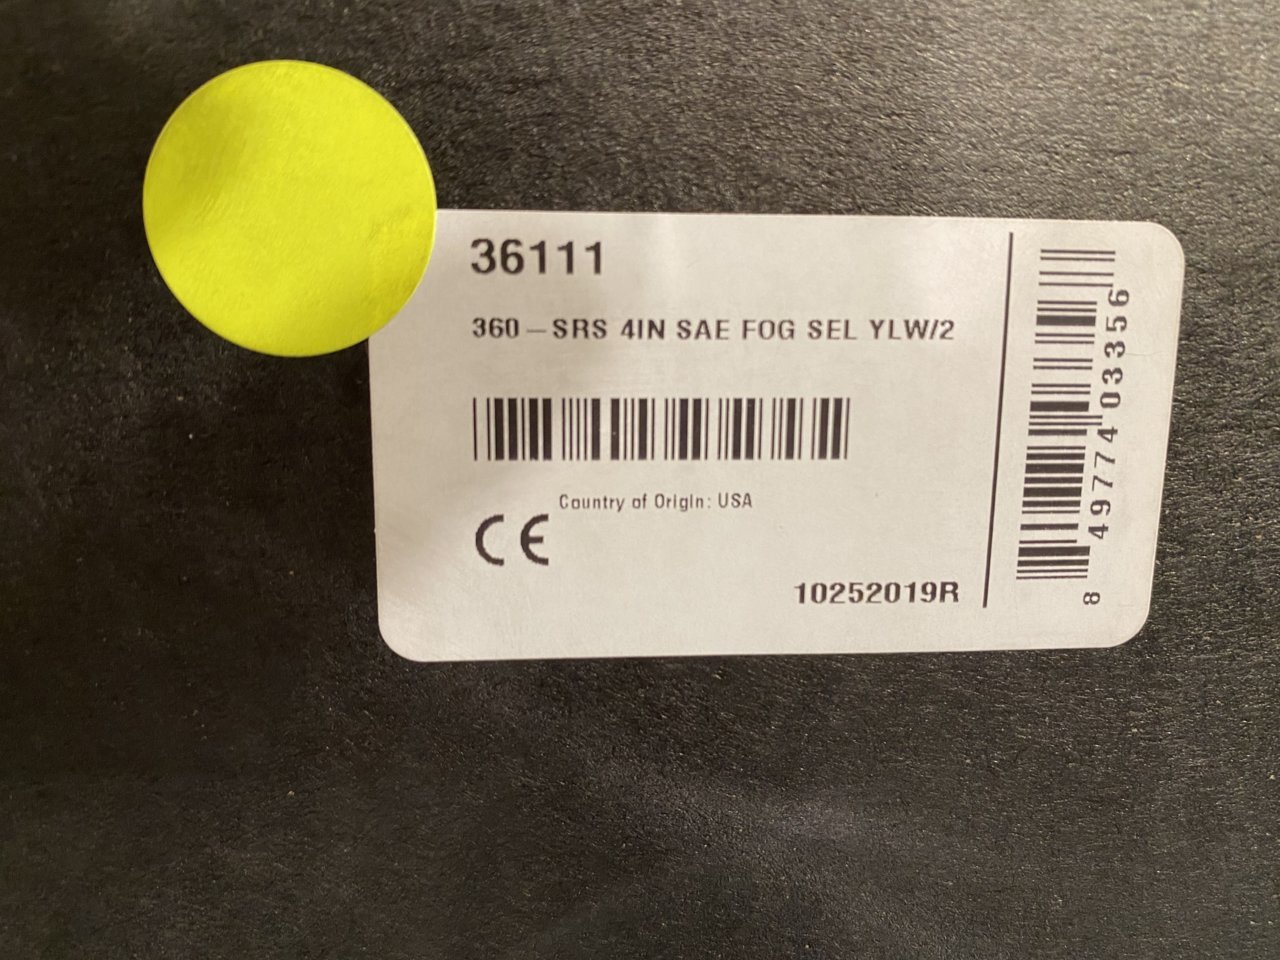 36111
360-SRS 4IN SAE FOG SEL YLW/2
Country of Origin: USA
CE
10252019R
8 49774 03356